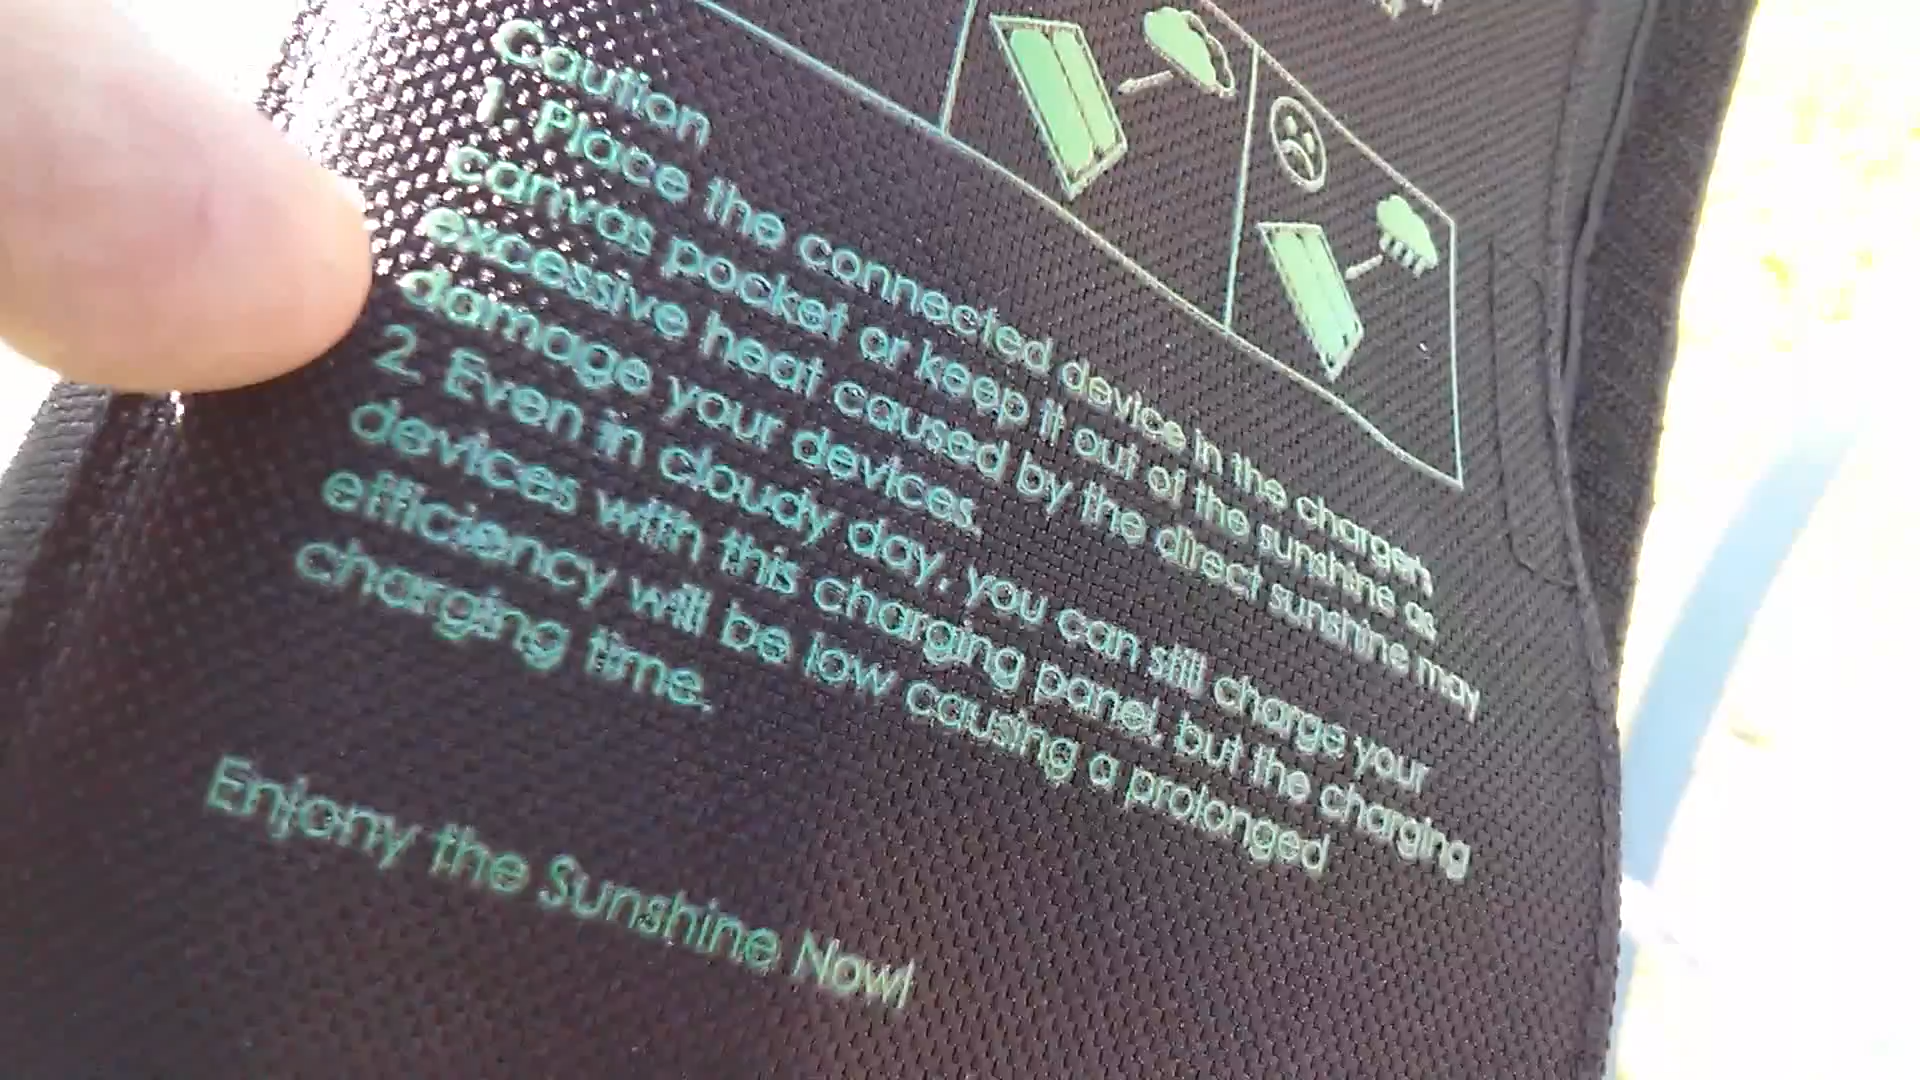 Caution
1. Place the connected device in the chargers
canvas pocket or keep it out of the sunshine as
excessive heat caused by the direct sunshine may
damage your devices.
2. Even in cloudy day, you can still charge your
devices with this charging panel, but the charging
efficiency will be low causing a prolonged
charging time.
Enjony the Sunshine Now!